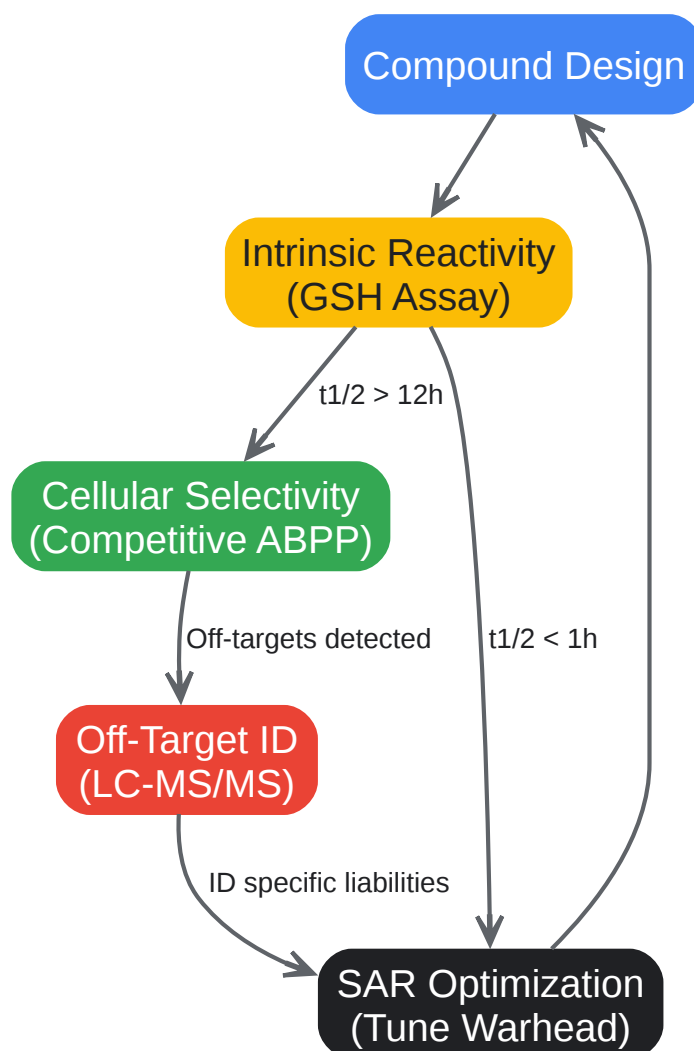 Compound Design
Intrinsic Reactivity
(GSH Assay)
t1/2 > 12h
Cellular Selectivity
(Competitive ABPP)
Off-targets detected
t1/2 < 1h
Off-Target ID
(LC-MS/MS)
ID specific liabilities
SAR Optimization
(Tune Warhead)